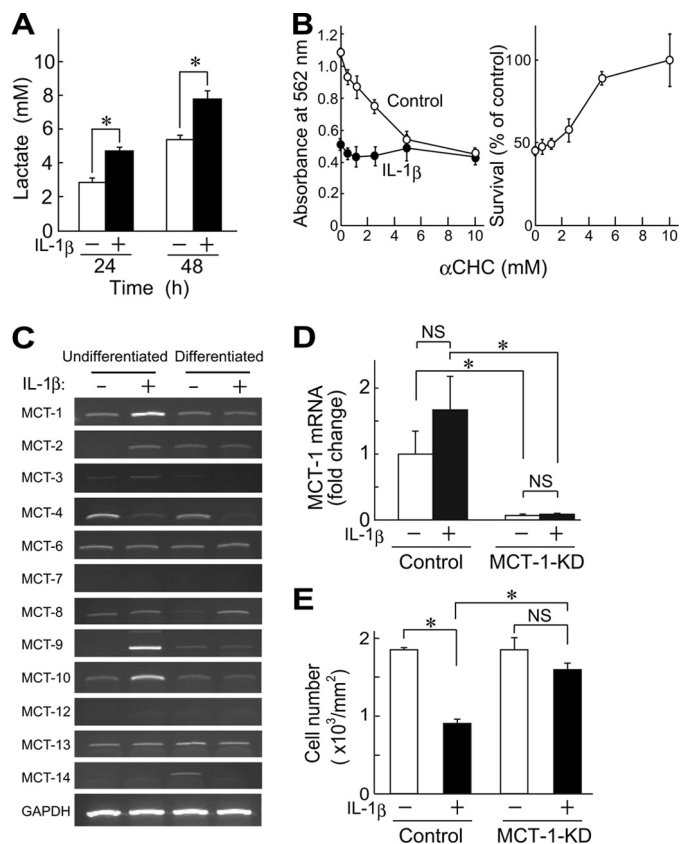 A
Lactate (mM)
10
8
6
4
2
0
*
*
IL-1β
− + − +
24 48
Time (h)
B
Absorbance at 562 nm
1.2
1.0
0.8
0.6
0.4
0.2
0
Control
IL-1β
0 2 4 6 8 10
Survival (% of control)
100
50
0
0 2 4 6 8 10
αCHC (mM)
C
Undifferentiated Differentiated
IL-1β: − + − +
MCT-1
MCT-2
MCT-3
MCT-4
MCT-6
MCT-7
MCT-8
MCT-9
MCT-10
MCT-12
MCT-13
MCT-14
GAPDH
D
MCT-1 mRNA
(fold change)
2
1
0
NS
*
*
NS
IL-1β − + − +
Control MCT-1-KD
E
Cell number
( x10³/mm²)
2
1
0
*
*
NS
IL-1β − + − +
Control MCT-1-KD